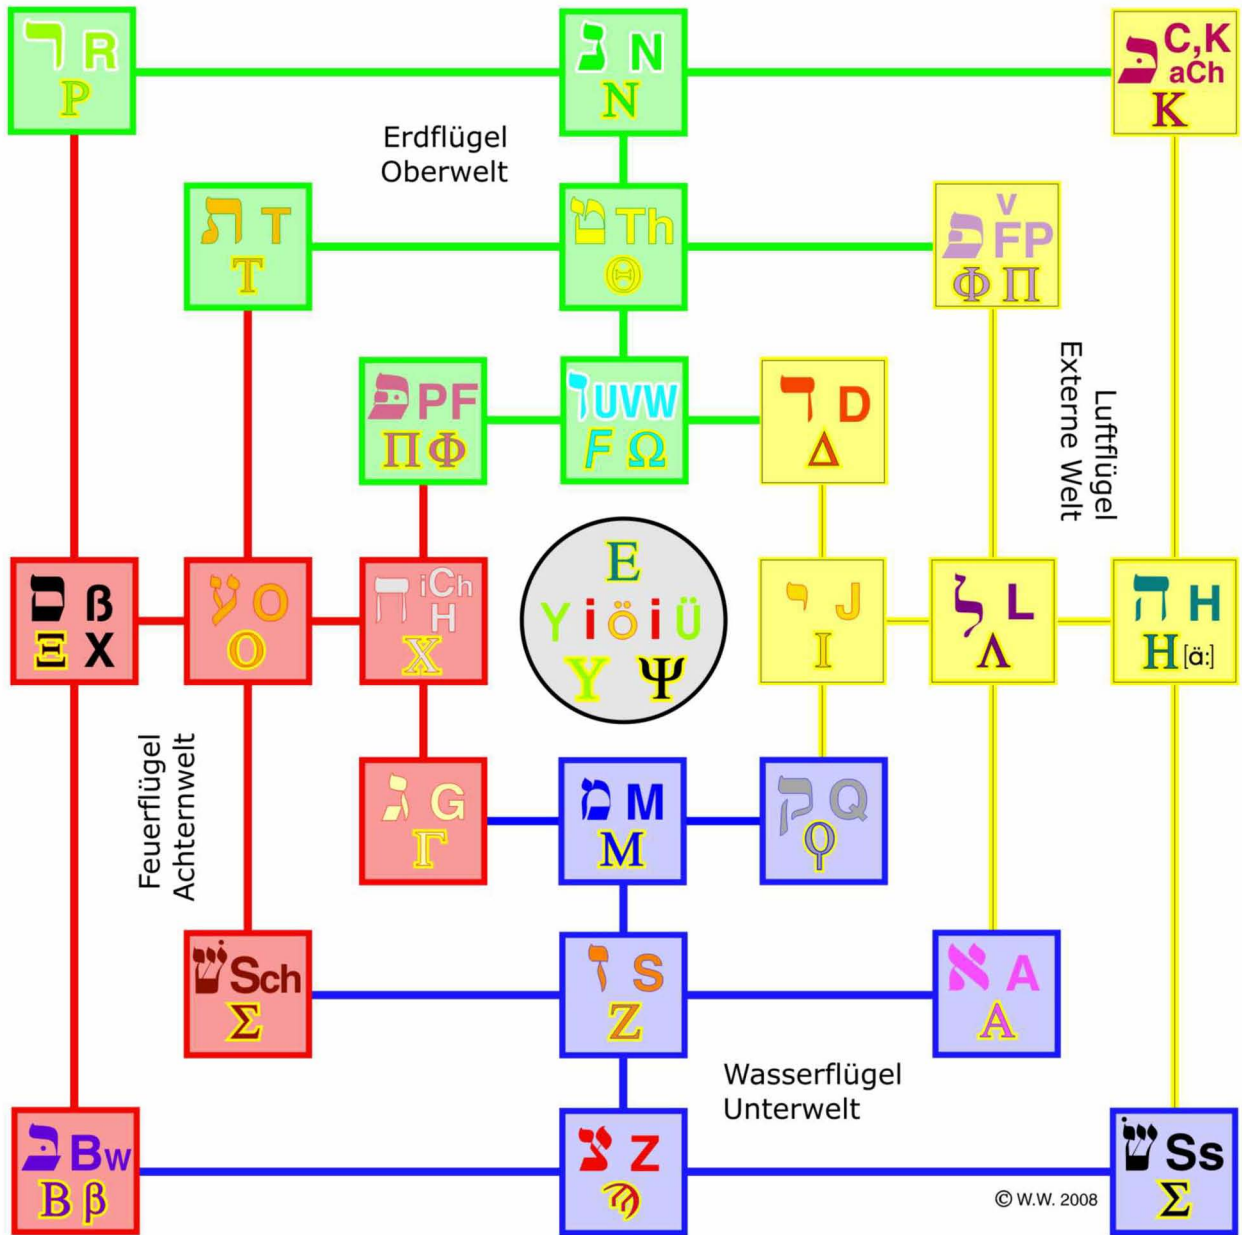 ר R
Ρ
נ N
Ν
כּ C,K
aCh
Κ
Erdflügel
Oberwelt
ת T
Τ
ט Th
Θ
v
פ FP
Φ Π
Luftflügel
Externe Welt
פּ PF
Π Φ
ו UVW
F Ω
ד D
Δ
E
Y i ö i Ü
Υ Ψ
ס ß
Ξ X
ע O
Ο
ח iCh
H
Χ
י J
Ι
ל L
Λ
ה H
Η [ä:]
Feuerflügel
Achternwelt
ג G
Γ
מ M
Μ
ק Q
Ϙ
שׁ Sch
Σ
ז S
Ζ
א A
Α
Wasserflügel
Unterwelt
בּ Bw
Β β
צ Z
שׂ Ss
Σ
© W.W. 2008